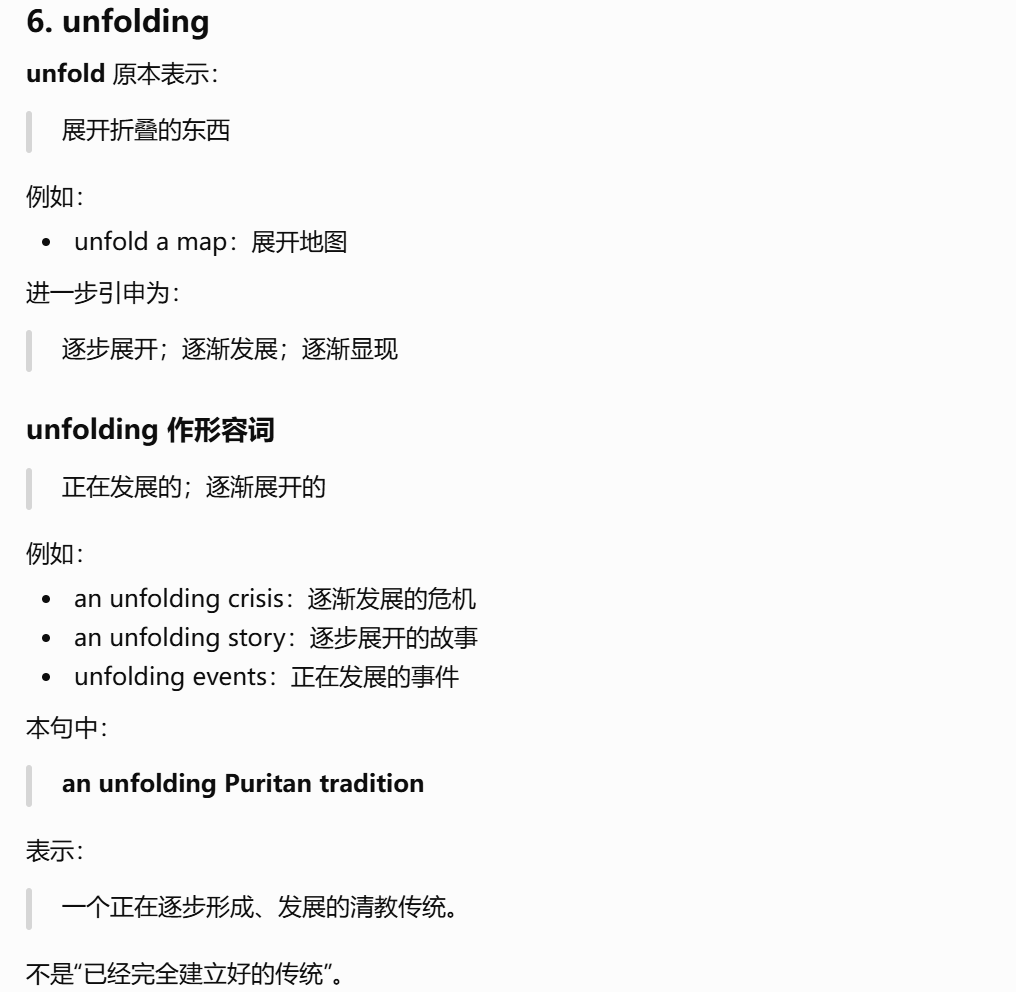 6. unfolding
unfold 原本表示：
展开折叠的东西
例如：
• unfold a map：展开地图
进一步引申为：
逐步展开；逐渐发展；逐渐显现
unfolding 作形容词
正在发展的；逐渐展开的
例如：
• an unfolding crisis：逐渐发展的危机
• an unfolding story：逐步展开的故事
• unfolding events：正在发展的事件
本句中：
an unfolding Puritan tradition
表示：
一个正在逐步形成、发展的清教传统。
不是“已经完全建立好的传统”。